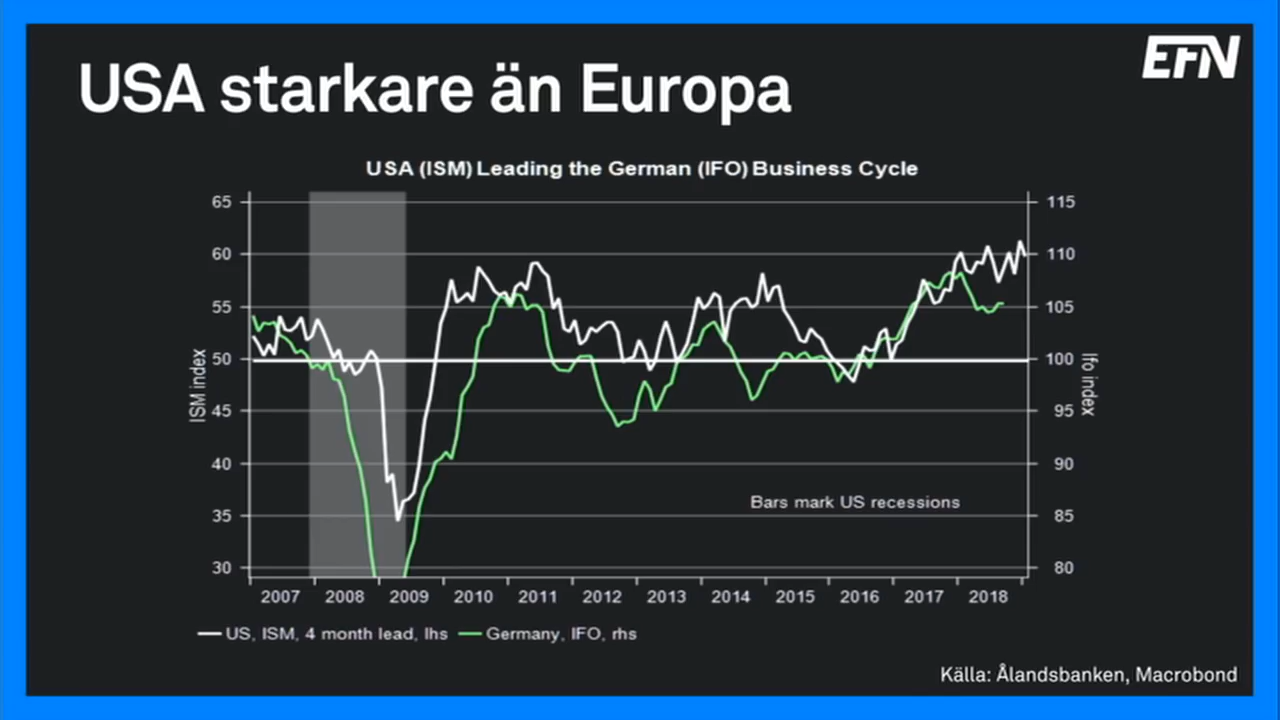 EFN
USA starkare än Europa
USA (ISM) Leading the German (IFO) Business Cycle
65 115
60 110
55 105
50 100
45 95
40 90
35 85
30 80
ISM index
Ifo index
Bars mark US recessions
2007 2008 2009 2010 2011 2012 2013 2014 2015 2016 2017 2018
US, ISM, 4 month lead, lhs Germany, IFO, rhs
Källa: Ålandsbanken, Macrobond